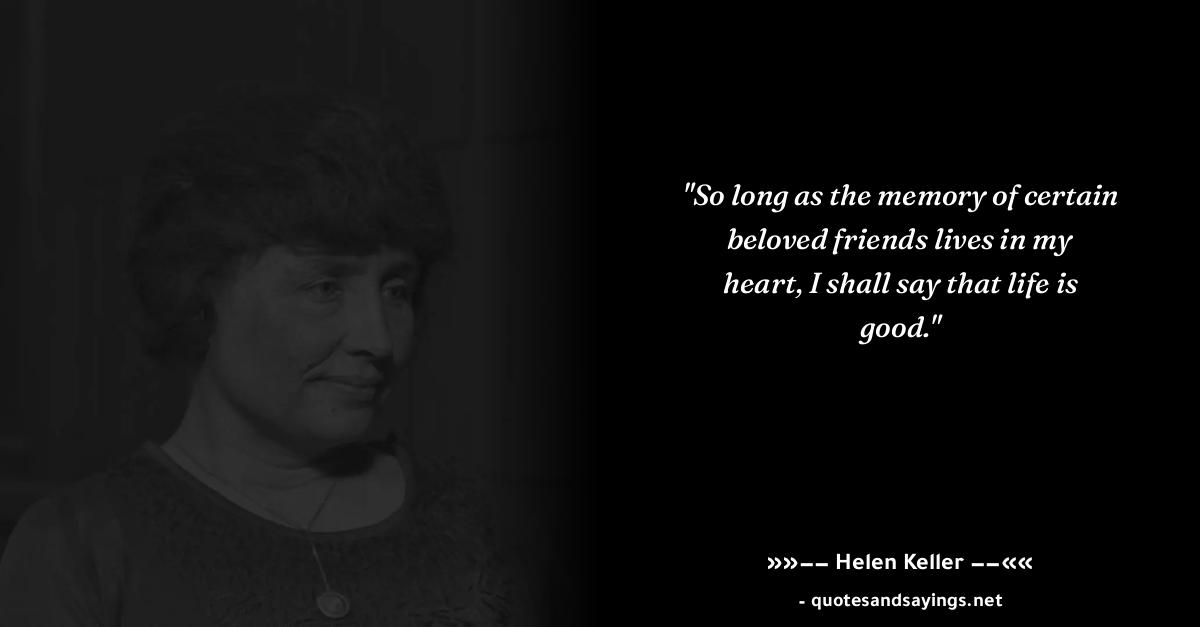 "So long as the memory of certain
beloved friends lives in my
heart, I shall say that life is
good."
»»−− Helen Keller −−««
- quotesandsayings.net